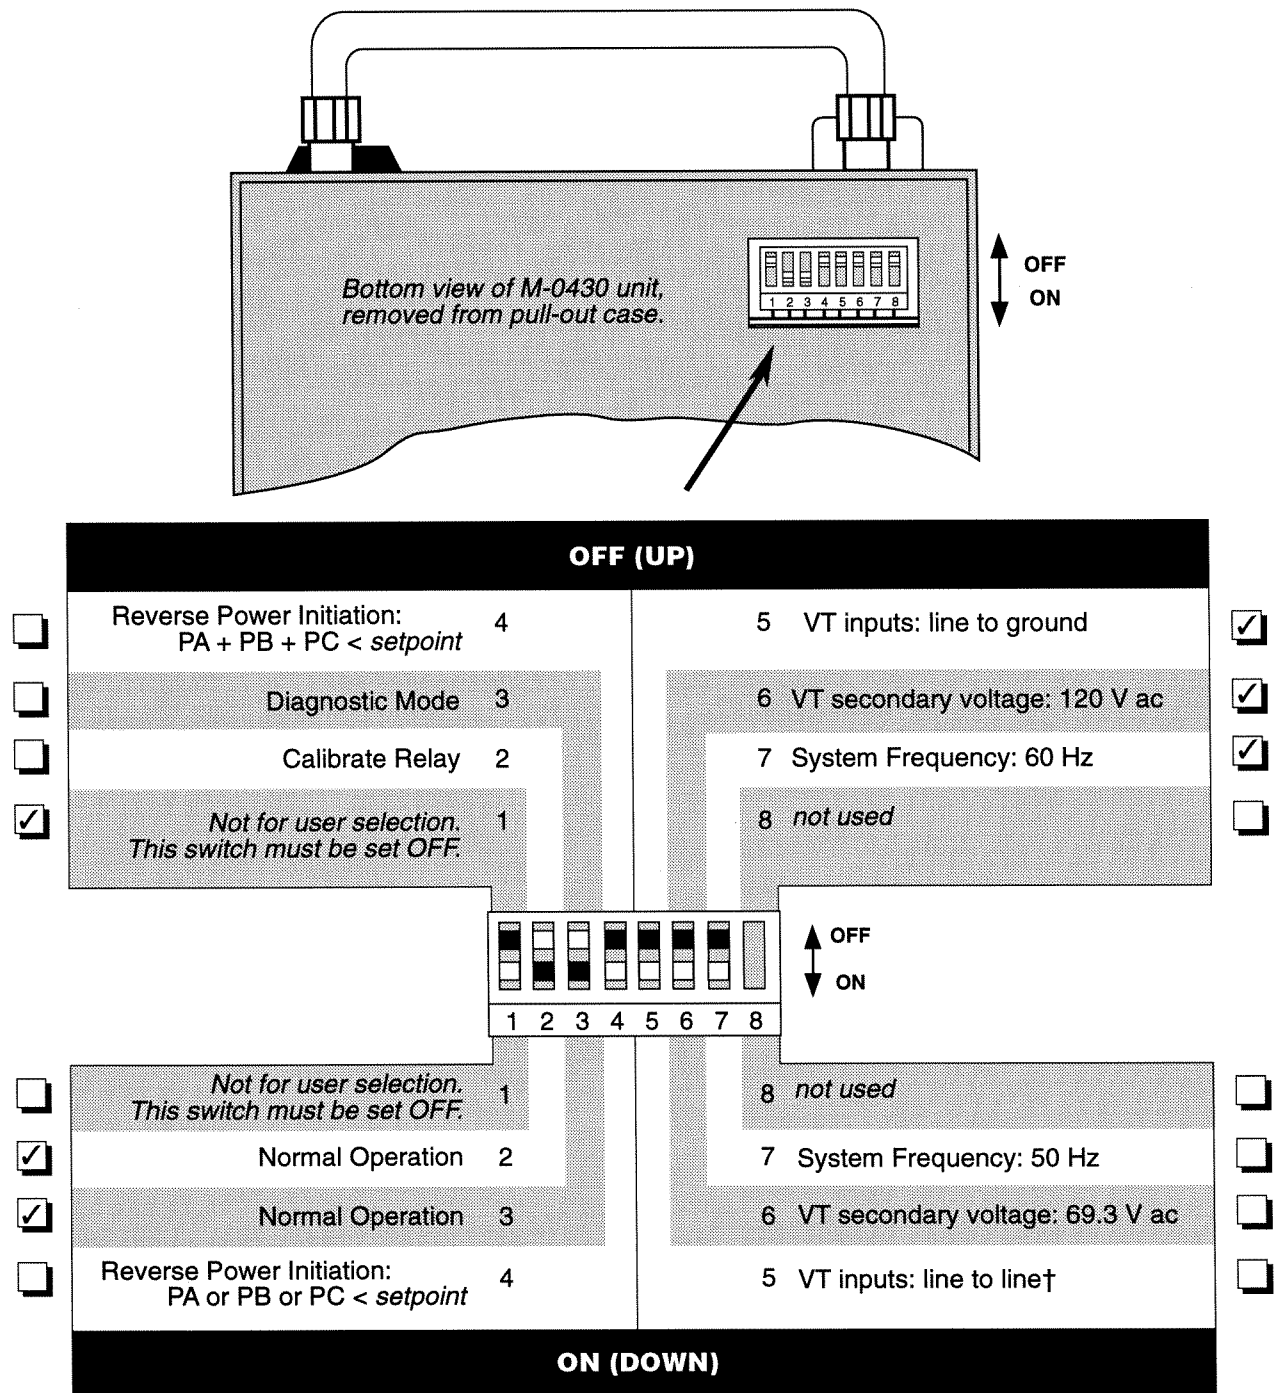 Bottom view of M-0430 unit,
removed from pull-out case.
1 2 3 4 5 6 7 8
OFF
ON
OFF (UP)
Reverse Power Initiation:
PA + PB + PC < setpoint
4
Diagnostic Mode 3
Calibrate Relay 2
Not for user selection.
This switch must be set OFF.
1
5 VT inputs: line to ground
6 VT secondary voltage: 120 V ac
7 System Frequency: 60 Hz
8 not used
OFF
ON
1 2 3 4 5 6 7 8
Not for user selection.
This switch must be set OFF.
1
Normal Operation 2
Normal Operation 3
Reverse Power Initiation:
PA or PB or PC < setpoint
4
8 not used
7 System Frequency: 50 Hz
6 VT secondary voltage: 69.3 V ac
5 VT inputs: line to line†
ON (DOWN)